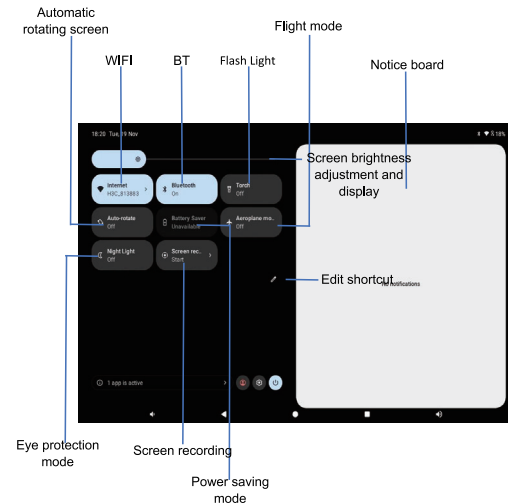 Automatic
rotating screen
Flight mode
WIFI
BT
Flash Light
Notice board
18:20 Tue, 19 Nov
18%
Screen brightness
adjustment and
display
Internet
H3C_813883
Bluetooth
On
Torch
Off
Auto-rotate
Off
Battery Saver
Unavailable
Aeroplane mo..
Off
Night Light
Off
Screen rec..
Start
Edit shortcut
No notifications
1 app is active
Eye protection
mode
Screen recording
Power saving
mode